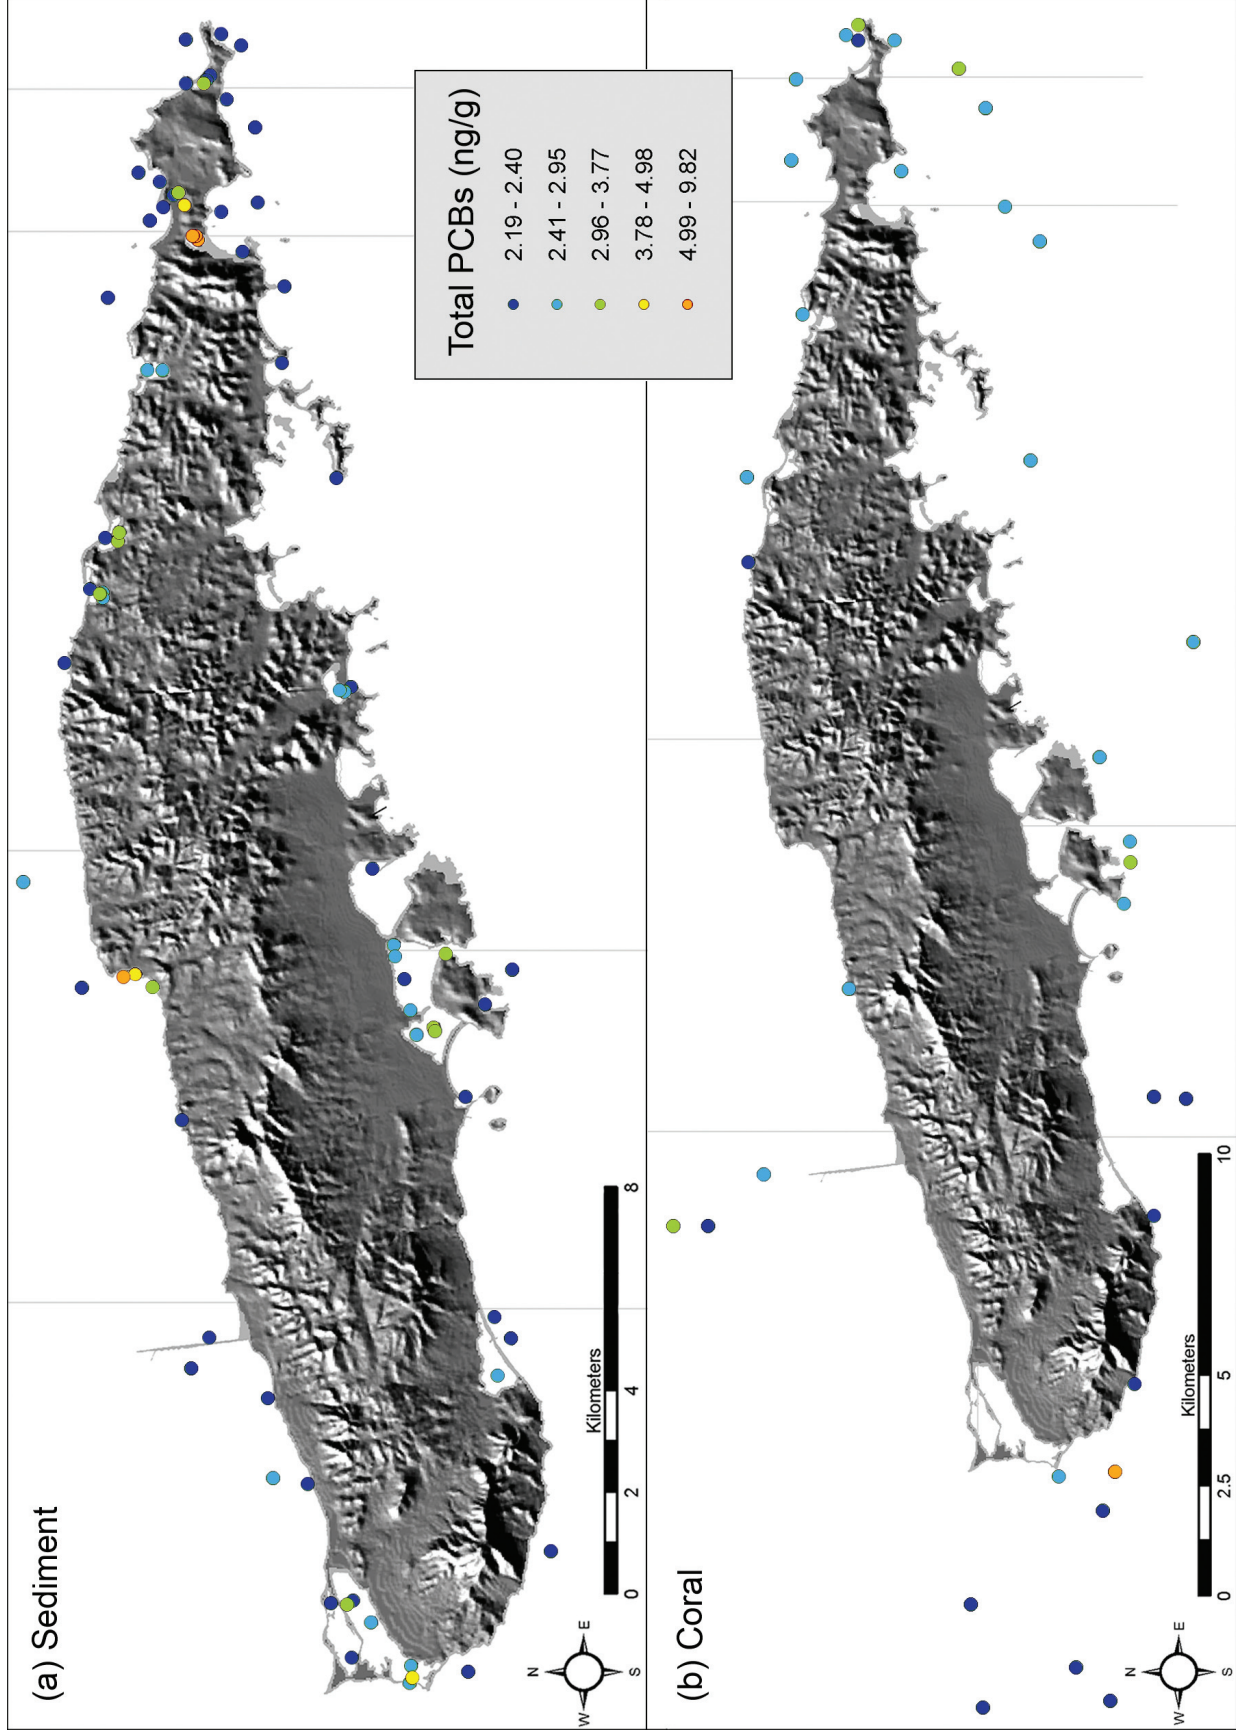 (a) Sediment
N
E
S
W
0
2
4
8
Kilometers
Total PCBs (ng/g)
2.19 - 2.40
2.41 - 2.95
2.96 - 3.77
3.78 - 4.98
4.99 - 9.82
(b) Coral
N
E
S
W
0
2.5
5
10
Kilometers